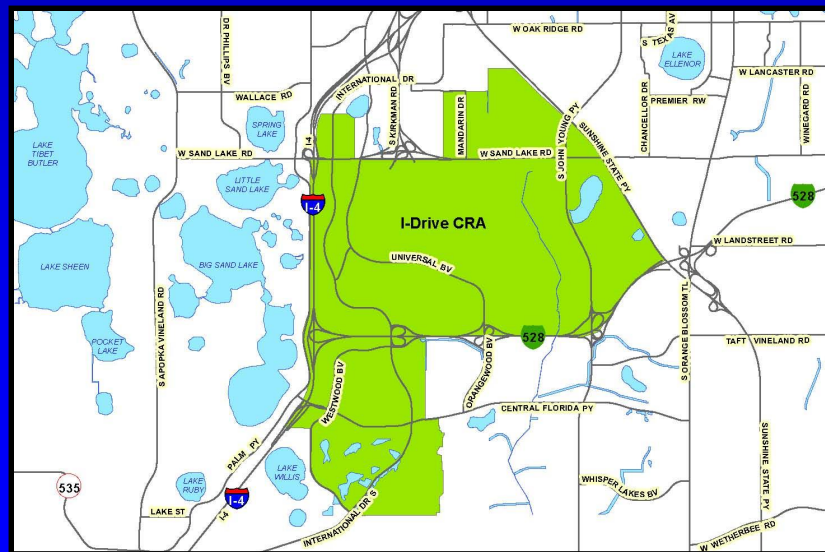 W OAK RIDGE RD
S TEXAS AV
DR PHILLIPS BV
LAKE
ELLENOR
W LANCASTER RD
INTERNATIONAL DR
WALLACE RD
S KIRKMAN RD
MANDARIN DR
CHANCELLOR DR
PREMIER RW
WINEGARD RD
SPRING
LAKE
I-4
LAKE
TIBET
BUTLER
W SAND LAKE RD
W SAND LAKE RD
S JOHN YOUNG PY
SUNSHINE STATE PY
LITTLE
SAND LAKE
I-4
528
I-Drive CRA
W LANDSTREET RD
LAKE SHEEN
BIG SAND LAKE
UNIVERSAL BV
S APOPKA VINELAND RD
POCKET
LAKE
528
S ORANGE BLOSSOM TL
TAFT VINELAND RD
WESTWOOD BV
ORANGEWOOD BV
CENTRAL FLORIDA PY
PALM PY
SUNSHINE STATE PY
LAKE
WILLIS
LAKE
RUBY
535
I-4
WHISPER LAKES BV
LAKE ST
I-4
INTERNATIONAL DR S
W WETHERBEE RD